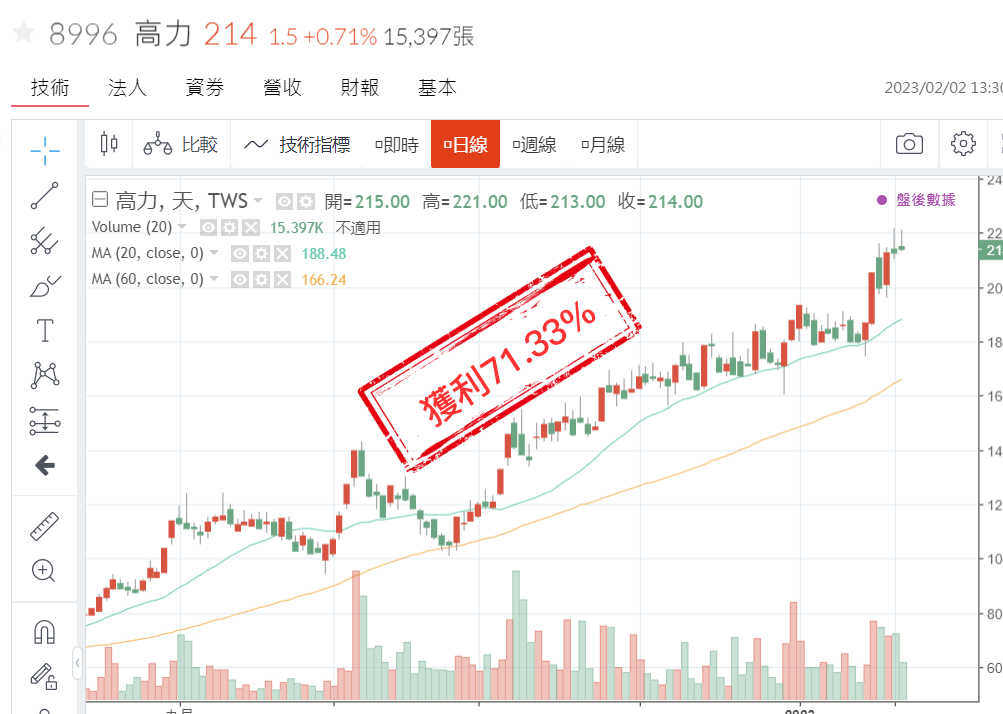 8996 高力 214 1.5 +0.71% 15,397張
技術 法人 資券 營收 財報 基本
2023/02/02 13:30
比較 技術指標 即時 日線 週線 月線
高力, 天, TWS 開=215.00 高=221.00 低=213.00 收=214.00
盤後數據
Volume (20) 15.397K 不適用
MA (20, close, 0) 188.48
MA (60, close, 0) 166.24
獲利71.33%
24
22
21
20
18
16
14
12
10
80
60
九月 2023